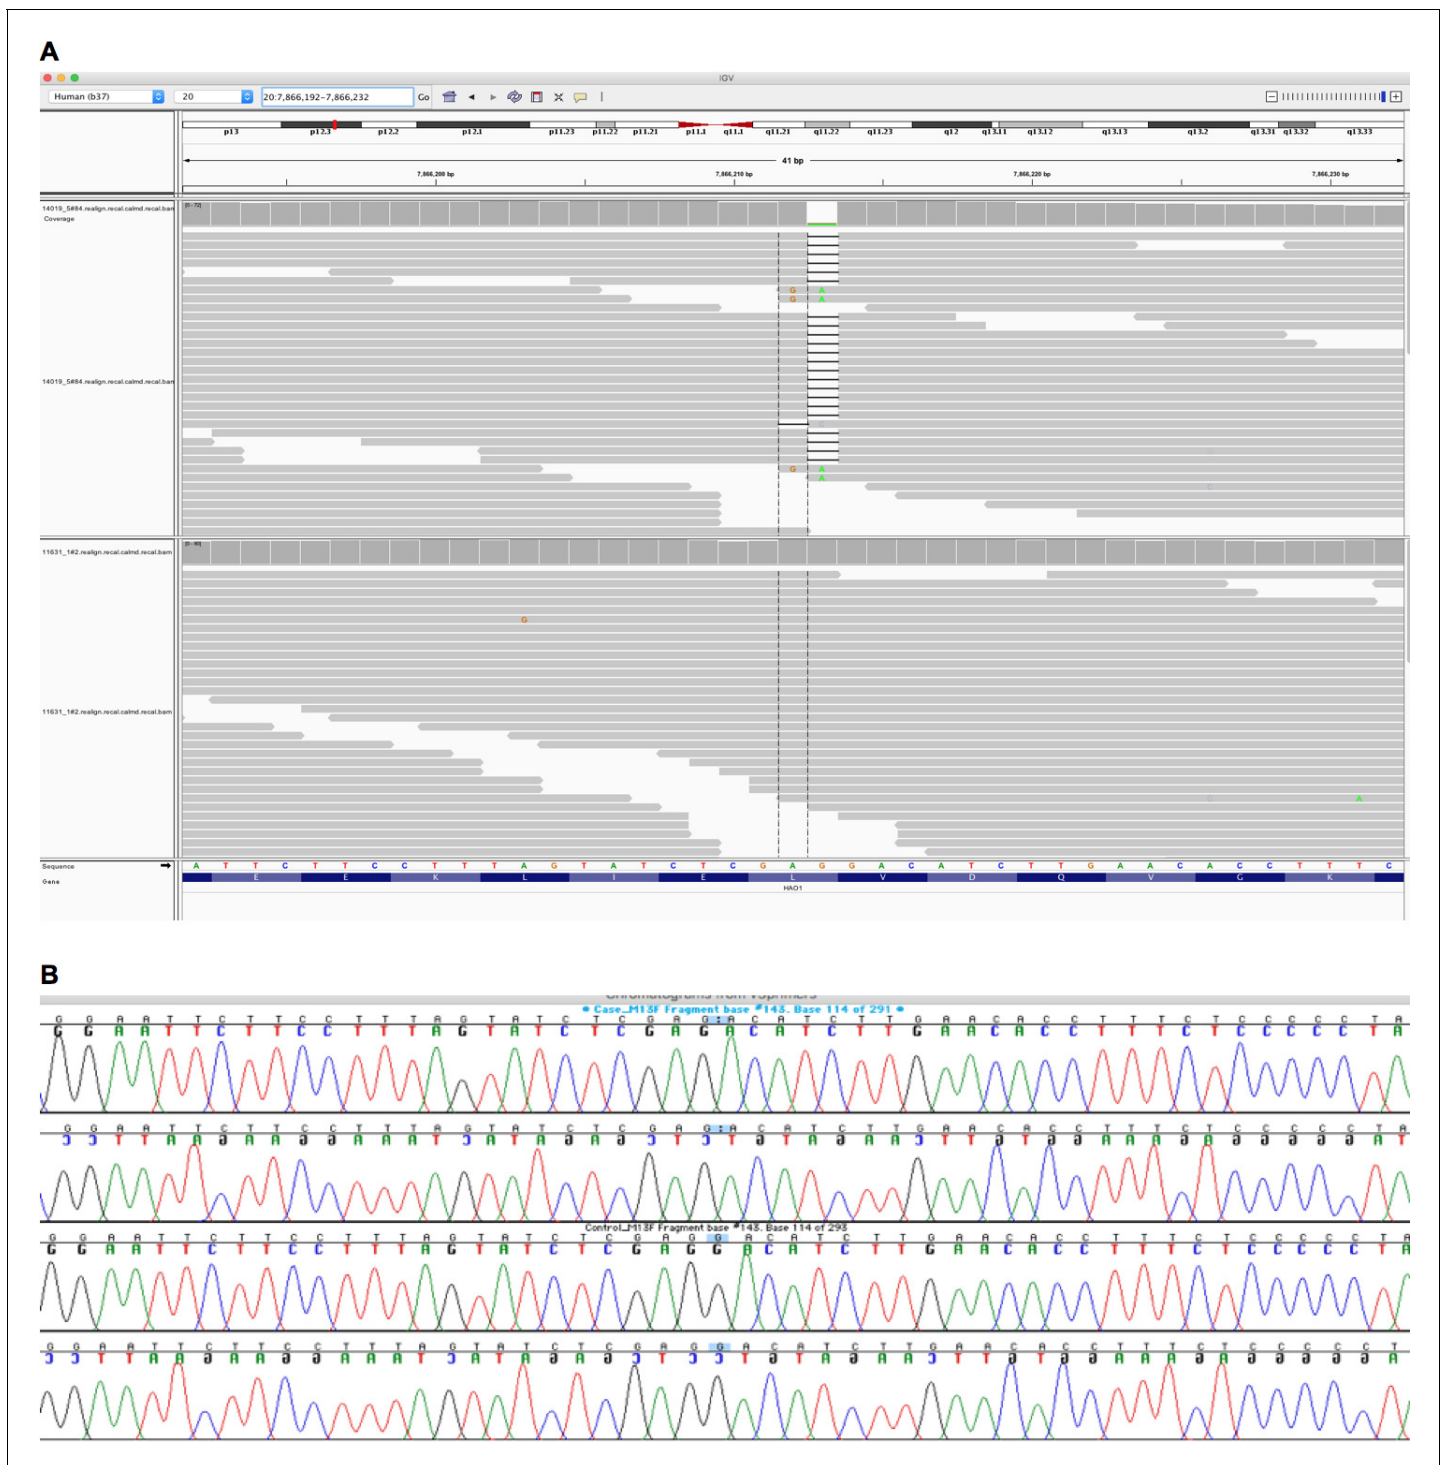 A
IGV
Human (b37) 20 20:7,866,192-7,866,232 Go
p13 p12.3 p12.2 p12.1 p11.23 p11.22 p11.21 p11.1 q11.1 q11.21 q11.22 q11.23 q12 q13.11 q13.12 q13.13 q13.2 q13.31 q13.32 q13.33
41 bp
7,866,200 bp 7,866,210 bp 7,866,220 bp 7,866,230 bp
14019_5#84.realign.recal.calmd.recal.bam
Coverage
[0 - 72]
G A
G A
14019_5#84.realign.recal.calmd.recal.bam
G A
A
11631_1#2.realign.recal.calmd.recal.bam
G
11631_1#2.realign.recal.calmd.recal.bam
A
Sequence A T T C T T C C T T T A G T A T C T C G A G G A C A T C T T G A A C A C C T T T C
Gene E E K L I E L V D Q V G K
HAO1
B
Chromatograms from V3primers
Case_M13F Fragment base #143. Base 114 of 291
G G A A T T C T T C C T T T A G T A T C T C G A G : A C A T C T T G A A C A C C T T T C T C C C C C T A
G G A A T T C T T C C T T T A G T A T C T C G A G A C A T C T T G A A C A C C T T T C T C C C C C T A
G G A A T T C T T C C T T T A G T A T C T C G A G : A C A T C T T G A A C A C C T T T C T C C C C C T A
Control_M13F Fragment base #143. Base 114 of 293
G G A A T T C T T C C T T T A G T A T C T C G A G G A C A T C T T G A A C A C C T T T C T C C C C C T A
G G A A T T C T T C C T T T A G T A T C T C G A G G A C A T C T T G A A C A C C T T T C T C C C C C T A
G G A A T T C T T C C T T T A G T A T C T C G A G G A C A T C T T G A A C A C C T T T C T C C C C C A